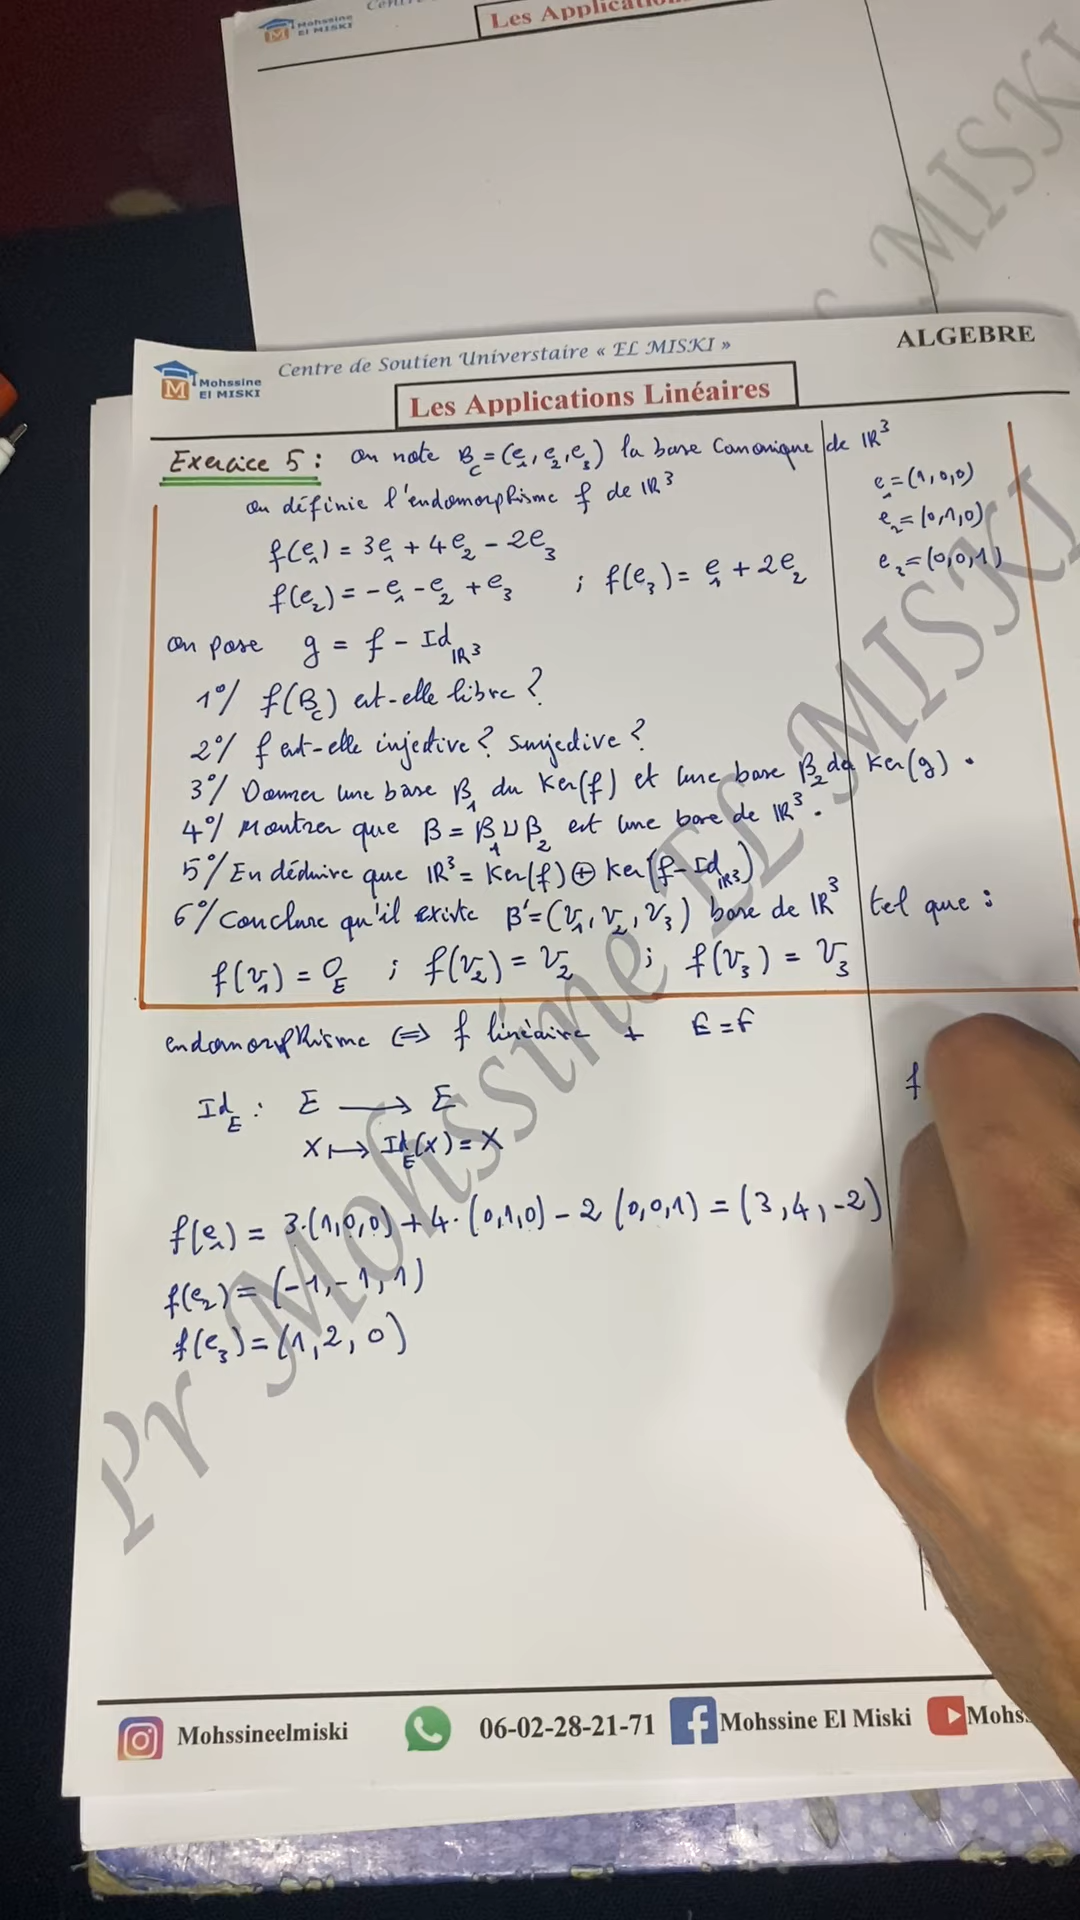 Mohssine
El MISKI
Les Applications
MISKI
Mohssine
El MISKI
Centre de Soutien Universtaire « EL MISKI »
ALGEBRE
Les Applications Linéaires
Exercice 5 : on note B_c = (e_1, e_2, e_3) la base canonique de IR^3
e_1 = (1,0,0)
on définie l'endomorphisme f de IR^3
e_2 = (0,1,0)
f(e_1) = 3e_1 + 4e_2 - 2e_3
e_2 = (0,0,1)
f(e_2) = -e_1 - e_2 + e_3 ; f(e_3) = e_1 + 2e_2
on pose g = f - Id_IR^3
1°/ f(B_c) est-elle libre ?
2°/ f est-elle injective ? surjective ?
3°/ Donner une base B_1 du Ker(f) et une base B_2 de Ker(g) .
4°/ Montrer que B = B_1 ∪ B_2 est une base de IR^3 .
5°/ En déduire que IR^3 = Ker(f) ⊕ Ker(f - Id_IR^3)
6°/ Conclure qu'il existe B' = (V_1, V_2, V_3) base de IR^3 tel que :
f(V_1) = 0_E ; f(V_2) = V_2 ; f(V_3) = V_3
endomorphisme ⇔ f linéaire + E = F
f
Id_E : E ⟶ E
X ⟼ Id_E(X) = X
f(e_1) = 3·(1,0,0) + 4·(0,1,0) - 2(0,0,1) = (3,4,-2)
f(e_2) = (-1,-1,1)
f(e_3) = (1,2,0)
Pr Mohssine EL MISKI
Mohssineelmiski 06-02-28-21-71 Mohssine El Miski Mohs